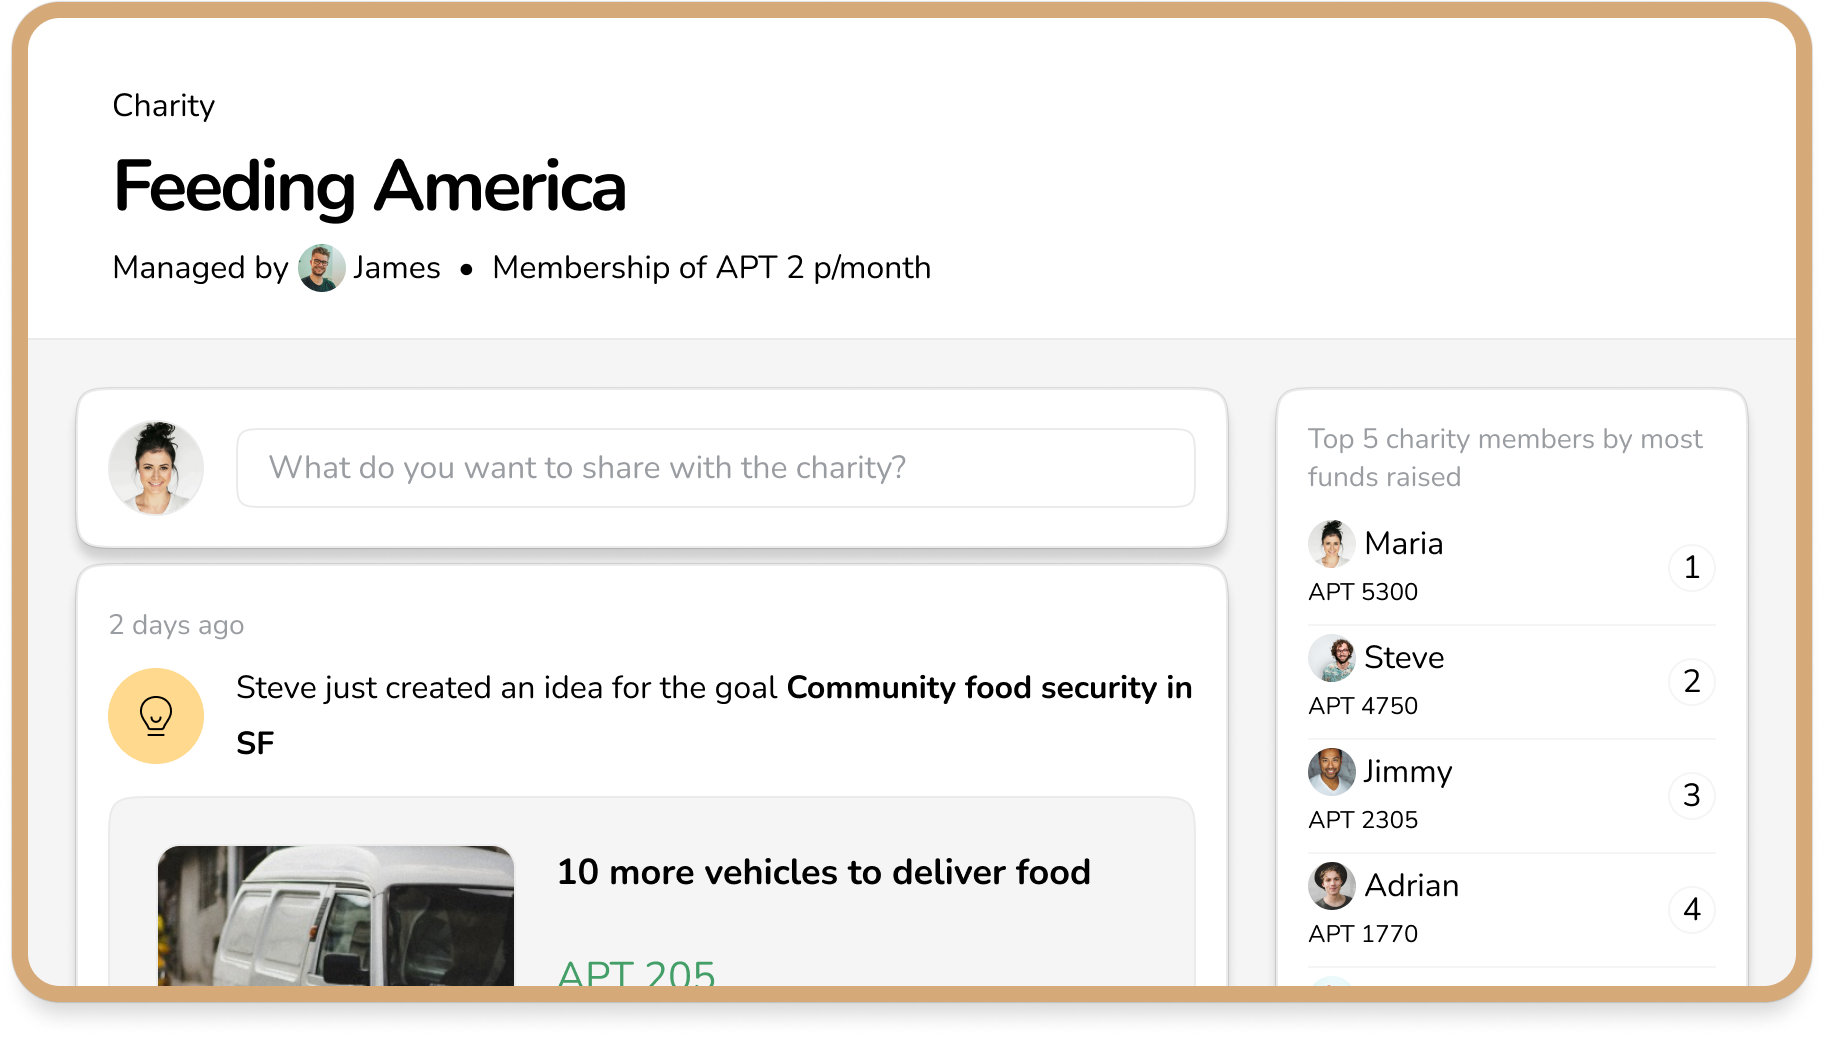 Charity
Feeding America
Managed by James • Membership of APT 2 p/month
What do you want to share with the charity?
2 days ago
Steve just created an idea for the goal Community food security in
SF
10 more vehicles to deliver food
APT 205
Top 5 charity members by most
funds raised
Maria
APT 5300
1
Steve
APT 4750
2
Jimmy
APT 2305
3
Adrian
APT 1770
4